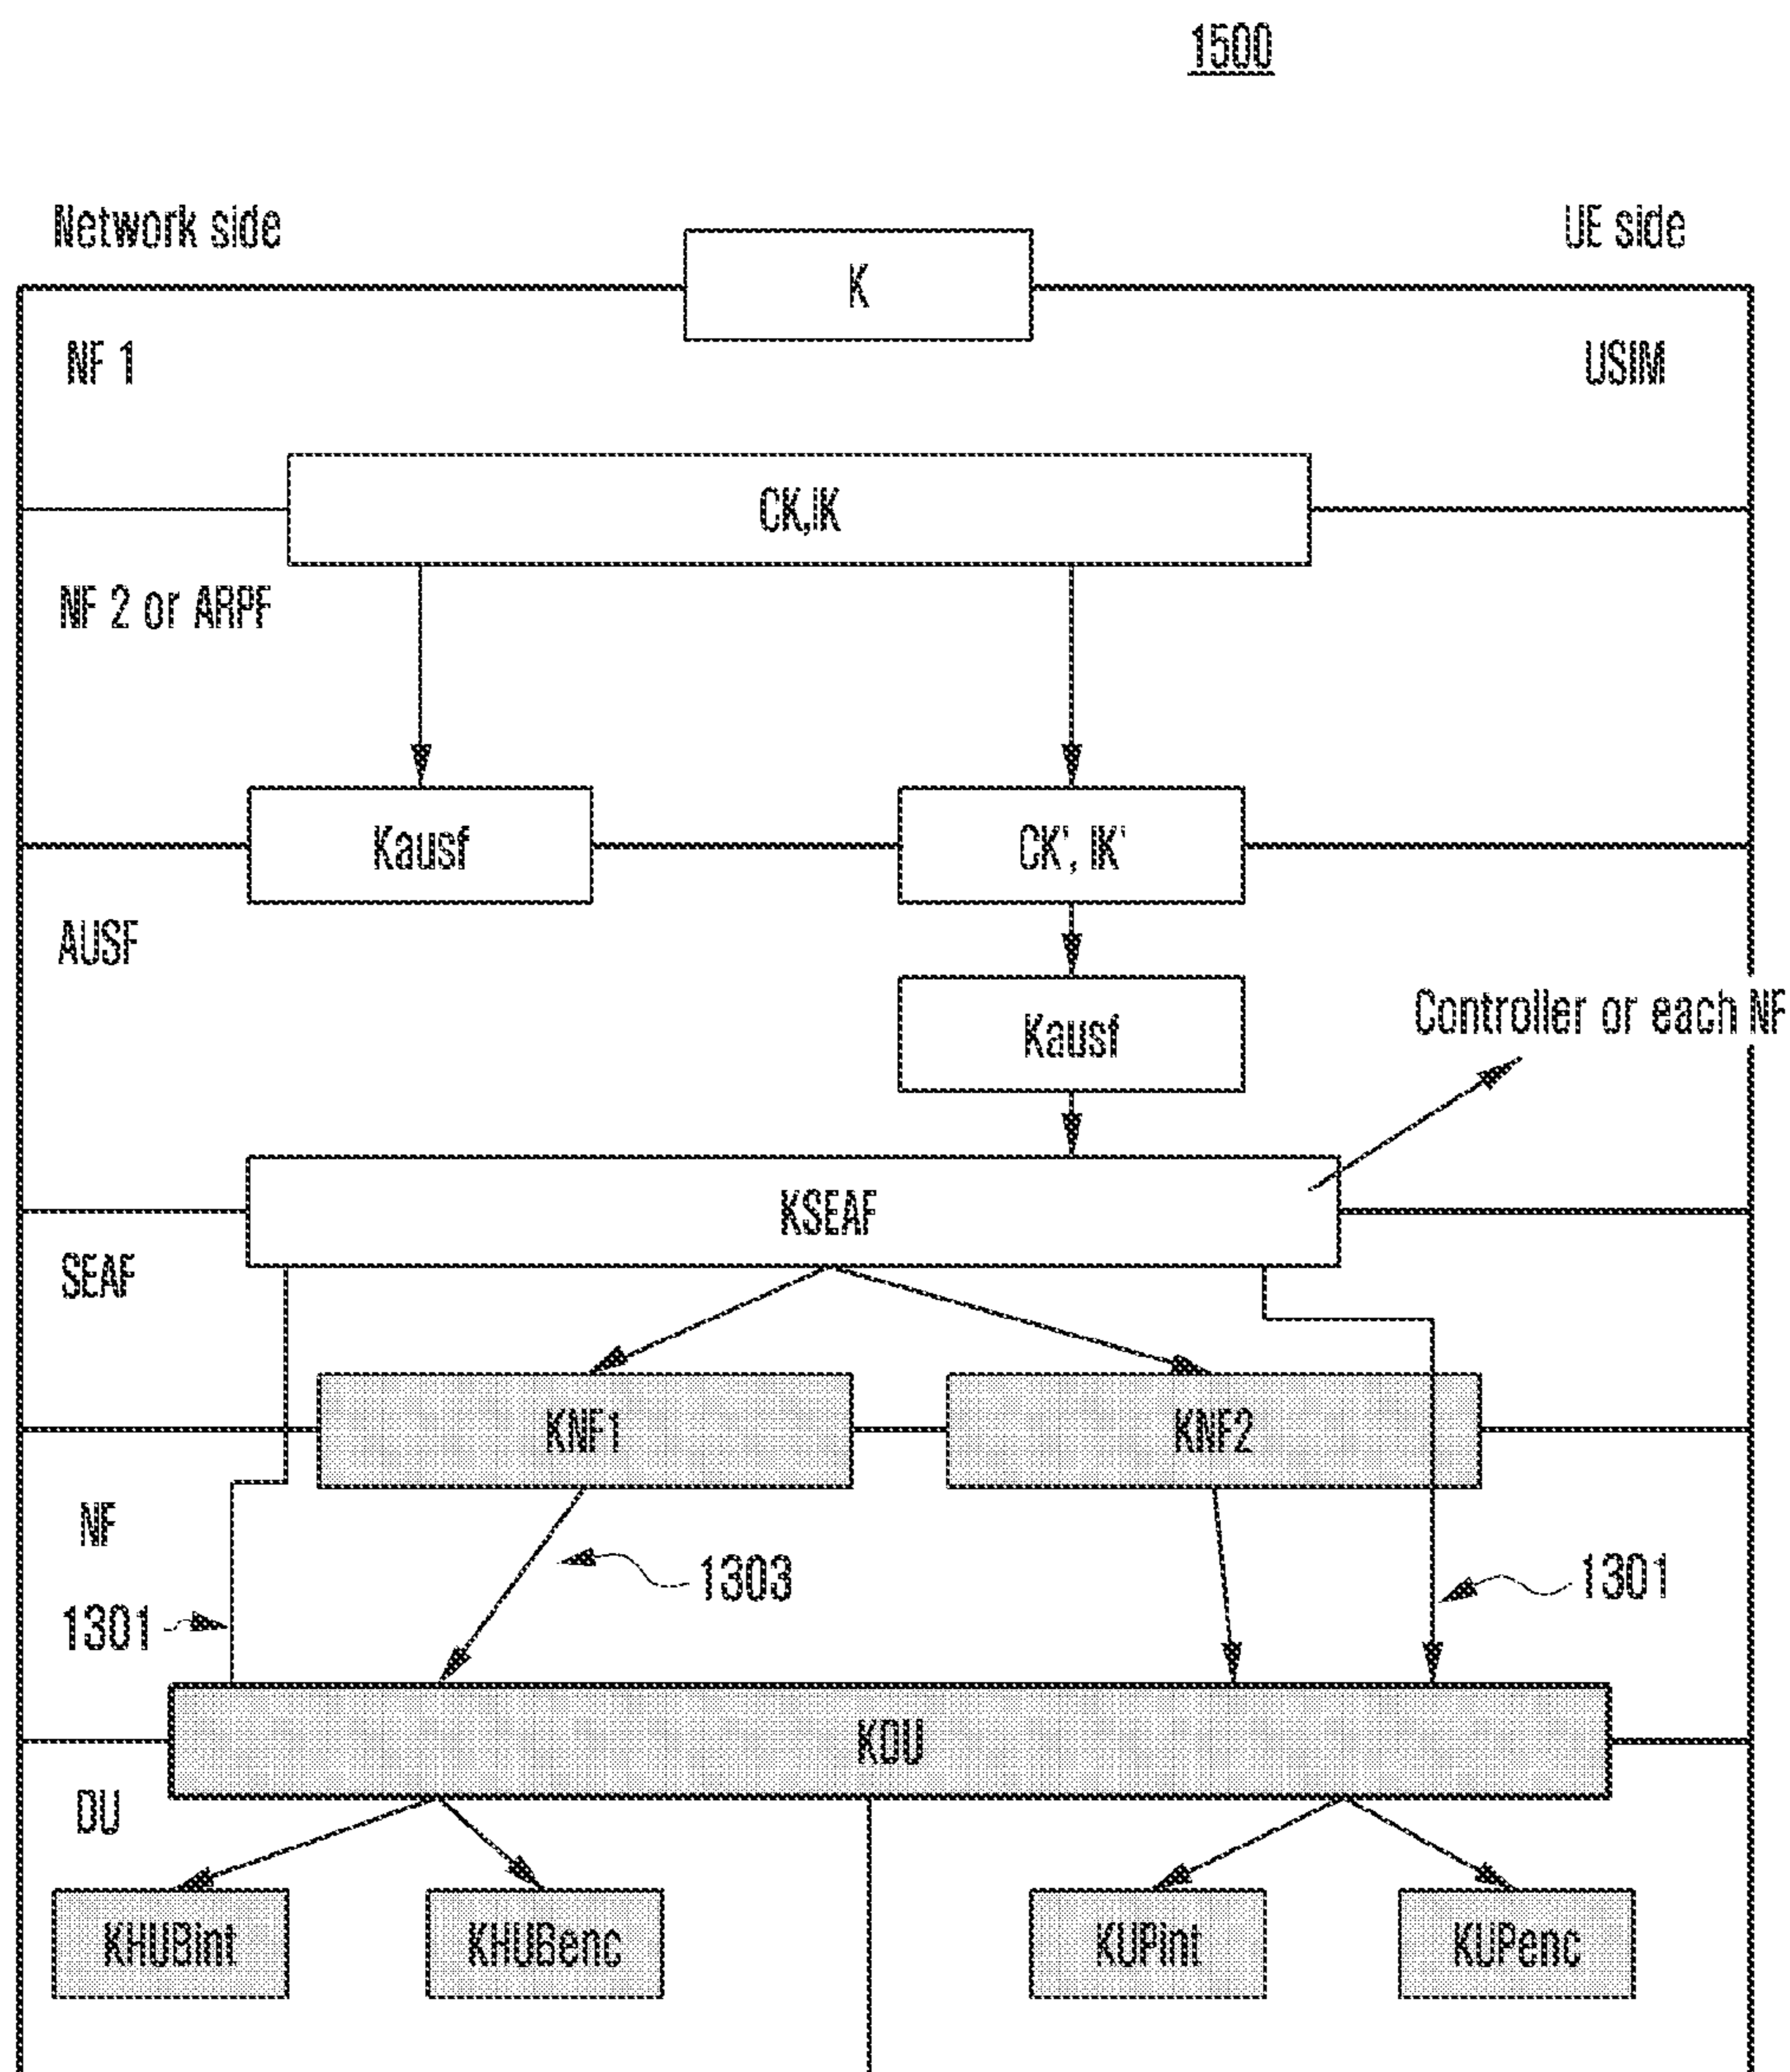 1500
Network side
UE side
K
NF 1
USIM
CK,IK
NF 2 or ARPF
Kausf
CK', IK'
AUSF
Kausf
Controller or each NF
KSEAF
SEAF
KNF1
KNF2
NF
1303
1301
1301
KDU
DU
KHUBint
KHUBenc
KUPint
KUPenc